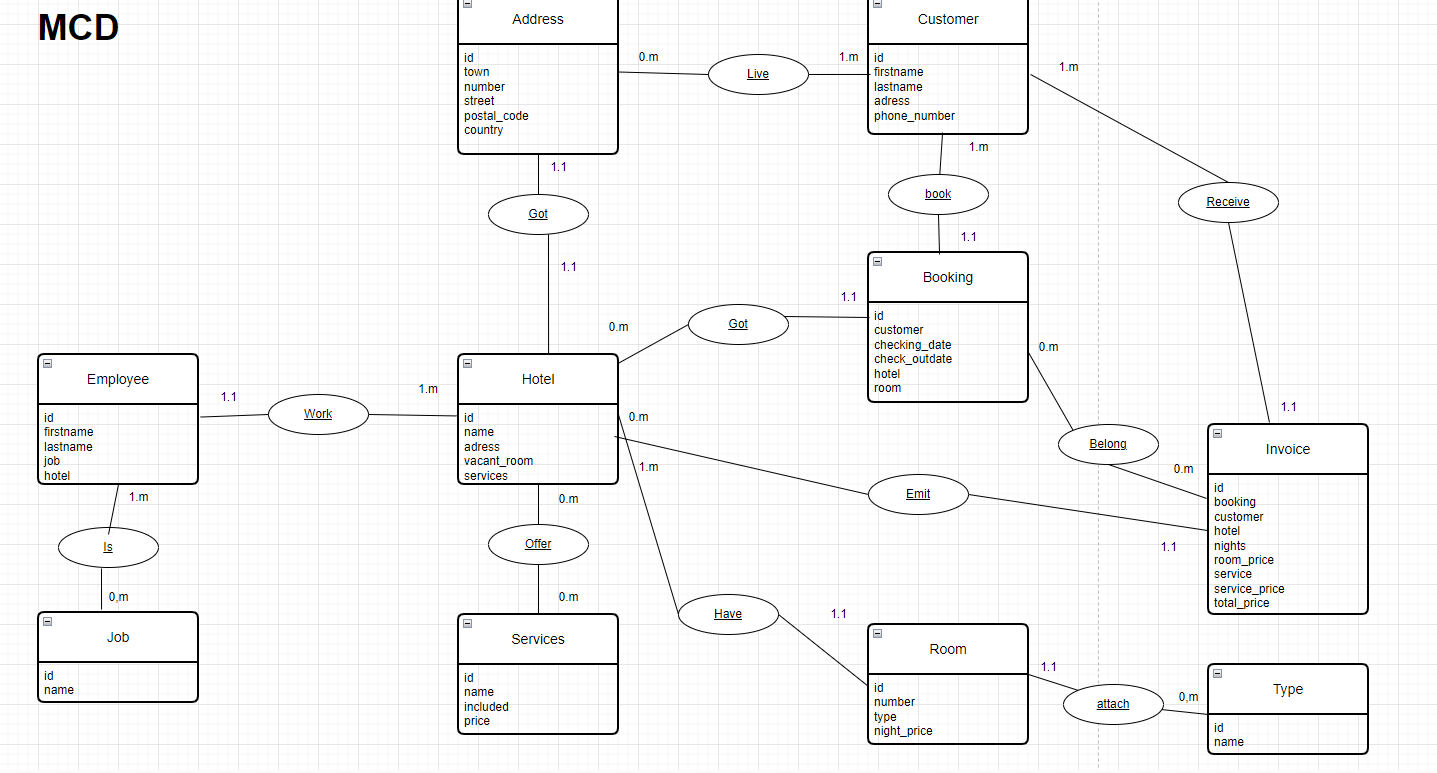 MCD
Address
id
town
number
street
postal_code
country
0.m
Live
1.m
Customer
id
firstname
lastname
adress
phone_number
1.m
1.1
Got
1.1
1.m
book
1.1
Receive
1.1
Booking
id
customer
checking_date
check_outdate
hotel
room
0.m
Got
1.1
0.m
Belong
0.m
Employee
id
firstname
lastname
job
hotel
1.1
Work
1.m
Hotel
id
name
adress
vacant_room
services
0.m
1.m
Emit
1.1
Invoice
id
booking
customer
hotel
nights
room_price
service
service_price
total_price
1.m
Is
0,m
Job
id
name
0.m
Offer
0.m
Services
id
name
included
price
Have
1.1
Room
id
number
type
night_price
1.1
attach
0,m
Type
id
name